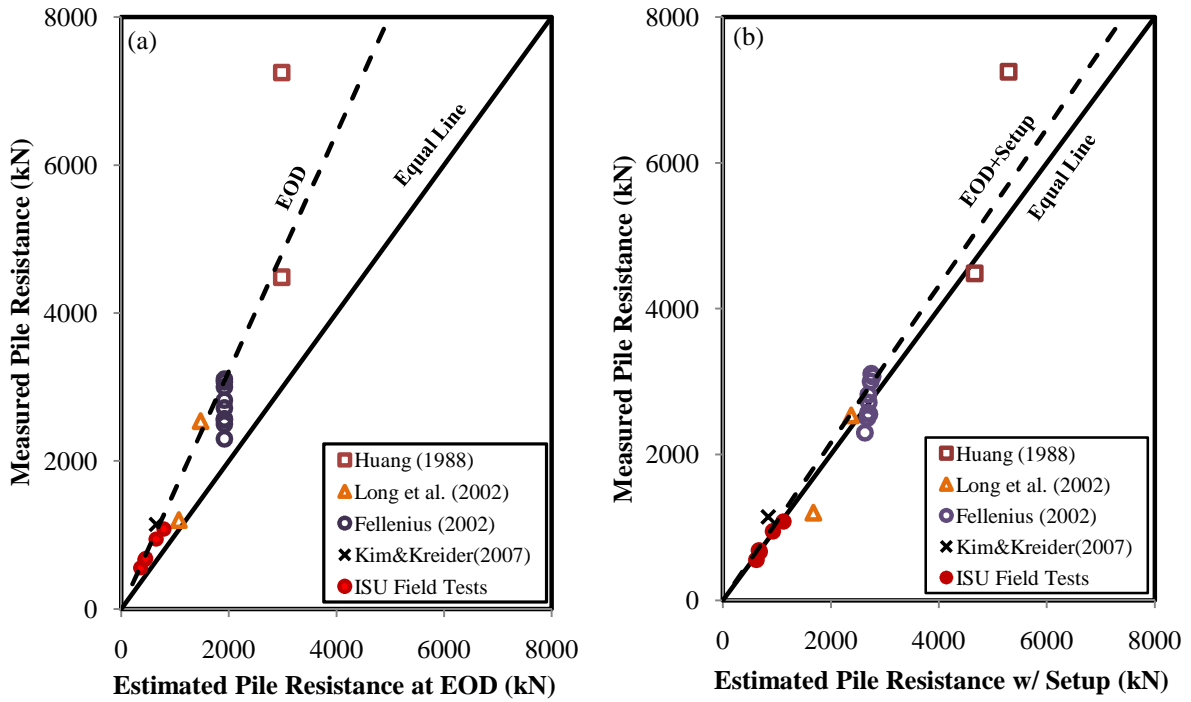 (a)
Measured Pile Resistance (kN)
8000
6000
4000
2000
0
EOD
Equal Line
Huang (1988)
Long et al. (2002)
Fellenius (2002)
Kim&Kreider(2007)
ISU Field Tests
0 2000 4000 6000 8000
Estimated Pile Resistance at EOD (kN)
(b)
Measured Pile Resistance (kN)
8000
6000
4000
2000
0
EOD+Setup
Equal Line
Huang (1988)
Long et al. (2002)
Fellenius (2002)
Kim&Kreider(2007)
ISU Field Tests
0 2000 4000 6000 8000
Estimated Pile Resistance w/ Setup (kN)